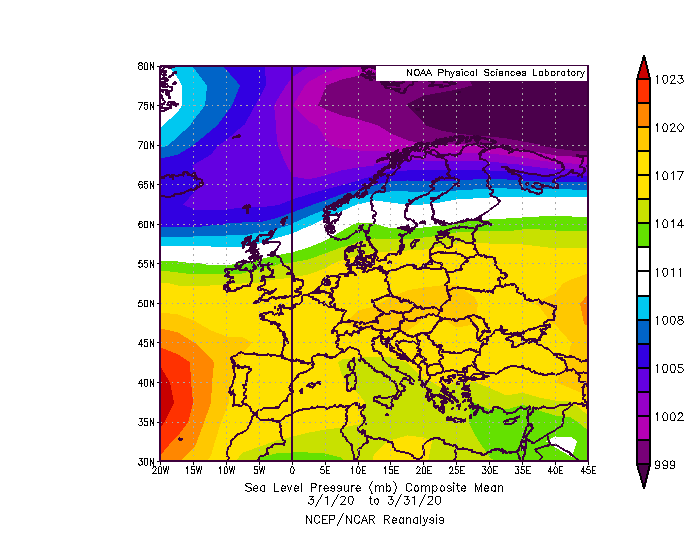 NOAA Physical Sciences Laboratory
80N
75N
70N
65N
60N
55N
50N
45N
40N
35N
30N
20W 15W 10W 5W 0 5E 10E 15E 20E 25E 30E 35E 40E 45E
1023
1020
1017
1014
1011
1008
1005
1002
999
Sea Level Pressure (mb) Composite Mean
3/1/20 to 3/31/20
NCEP/NCAR Reanalysis